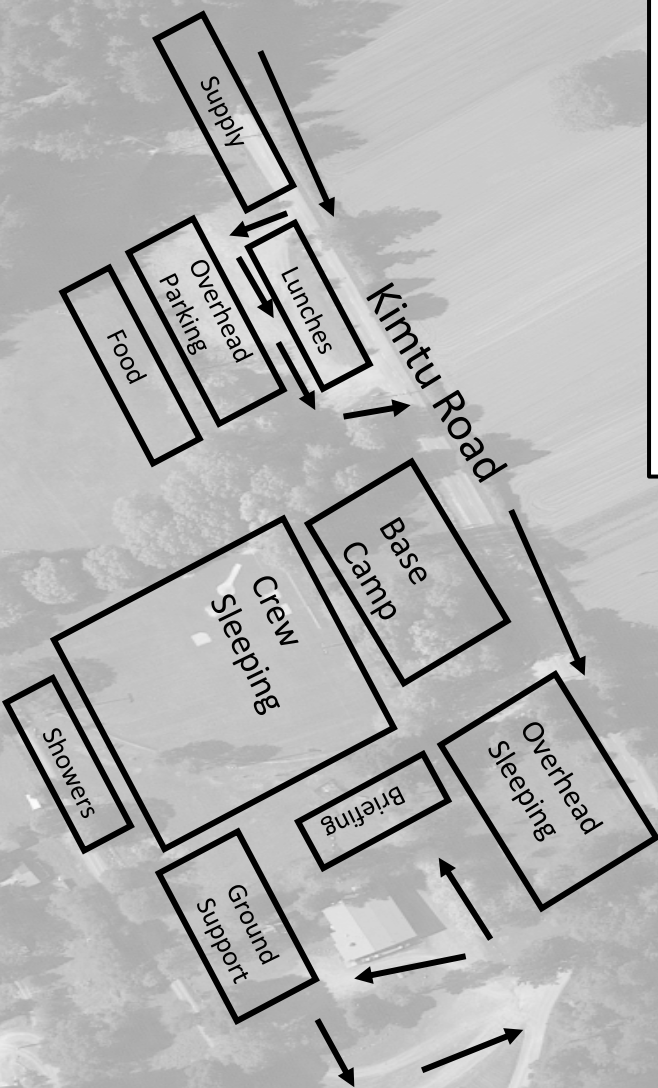 Supply
Lunches
Overhead
Parking
Food
Kimtu Road
Base
Camp
Crew
Sleeping
Showers
Overhead
Sleeping
Briefing
Ground
Support